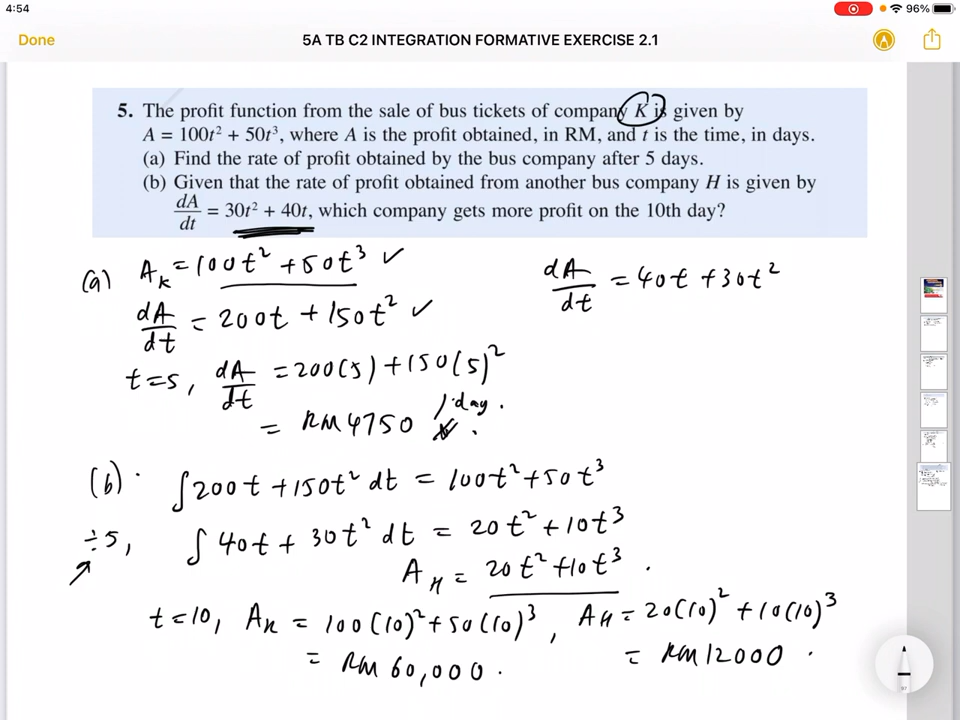 4:54
96%
Done
5A TB C2 INTEGRATION FORMATIVE EXERCISE 2.1
5. The profit function from the sale of bus tickets of company K is given by
A = 100t² + 50t³, where A is the profit obtained, in RM, and t is the time, in days.
(a) Find the rate of profit obtained by the bus company after 5 days.
(b) Given that the rate of profit obtained from another bus company H is given by
dA/dt = 30t² + 40t, which company gets more profit on the 10th day?
(a) A_K = 100t² + 50t³ ✓
dA/dt = 40t + 30t²
dA/dt = 200t + 150t² ✓
t=5, dA/dt = 200(5) + 150(5)²
= RM4750 /day.
(b) ∫200t + 150t² dt = 100t² + 50t³
÷5, ∫40t + 30t² dt = 20t² + 10t³
A_H = 20t² + 10t³.
t=10, A_K = 100(10)² + 50(10)³, A_H = 20(10)² + 10(10)³
= RM 60,000. = RM12000.